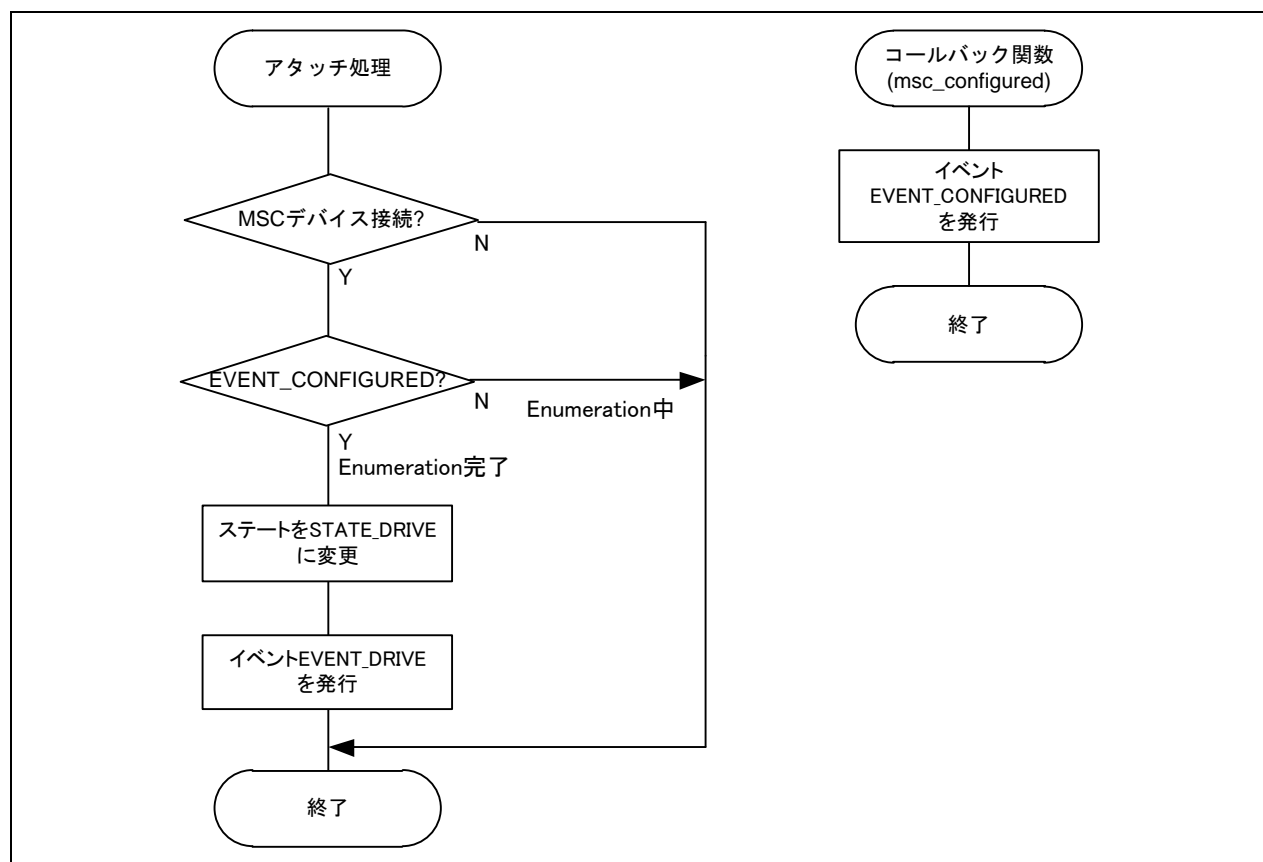 アタッチ処理
MSCデバイス接続?
N
Y
EVENT_CONFIGURED?
N
Enumeration中
Y
Enumeration完了
ステートをSTATE_DRIVE
に変更
イベントEVENT_DRIVE
を発行
終了
コールバック関数
(msc_configured)
イベント
EVENT_CONFIGURED
を発行
終了